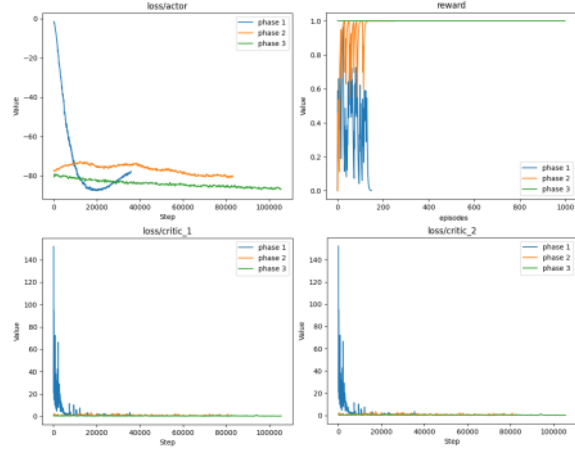 loss/actor
0
−20
−40
−60
−80
Value
0
20000
40000
60000
80000
100000
Step
phase 1
phase 2
phase 3
reward
1.0
0.8
0.6
0.4
0.2
0.0
Value
0
200
400
600
800
1000
episodes
phase 1
phase 2
phase 3
loss/critic_1
140
120
100
80
60
40
20
0
Value
0
20000
40000
60000
80000
100000
Step
phase 1
phase 2
phase 3
loss/critic_2
140
120
100
80
60
40
20
0
Value
0
20000
40000
60000
80000
100000
Step
phase 1
phase 2
phase 3